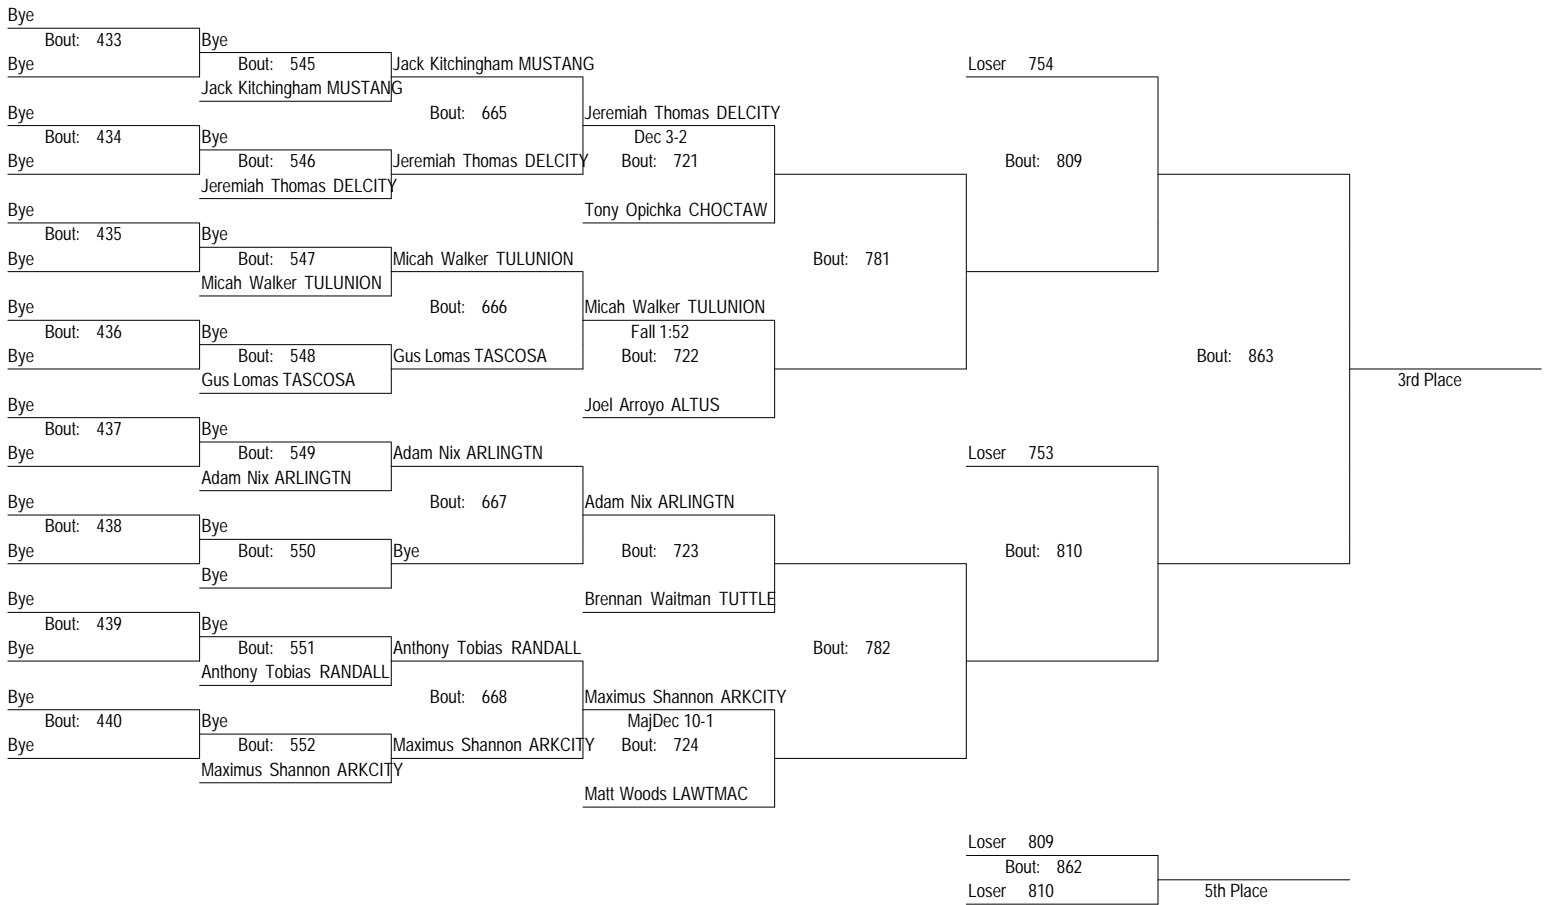 Bye
Bout: 433
Bye
Bye
Bout: 434
Bye
Bye
Bout: 435
Bye
Bye
Bout: 436
Bye
Bye
Bout: 437
Bye
Bye
Bout: 438
Bye
Bye
Bout: 439
Bye
Bye
Bout: 440
Bye
Bye
Bout: 545
Jack Kitchingham MUSTANG
Bye
Bout: 546
Jeremiah Thomas DELCITY
Bye
Bout: 547
Micah Walker TULUNION
Bye
Bout: 548
Gus Lomas TASCOSA
Bye
Bout: 549
Adam Nix ARLINGTN
Bye
Bout: 550
Bye
Bye
Bout: 551
Anthony Tobias RANDALL
Bye
Bout: 552
Maximus Shannon ARKCITY
Jack Kitchingham MUSTANG
Bout: 665
Jeremiah Thomas DELCITY
Micah Walker TULUNION
Bout: 666
Gus Lomas TASCOSA
Adam Nix ARLINGTN
Bout: 667
Bye
Anthony Tobias RANDALL
Bout: 668
Maximus Shannon ARKCITY
Jeremiah Thomas DELCITY
Dec 3-2
Bout: 721
Tony Opichka CHOCTAW
Micah Walker TULUNION
Fall 1:52
Bout: 722
Joel Arroyo ALTUS
Adam Nix ARLINGTN
Bout: 723
Brennan Waitman TUTTLE
Maximus Shannon ARKCITY
MajDec 10-1
Bout: 724
Matt Woods LAWTMAC
Bout: 781
Bout: 782
Loser 754
Bout: 809
Loser 753
Bout: 810
Bout: 863
3rd Place
Loser 809
Bout: 862
Loser 810
5th Place